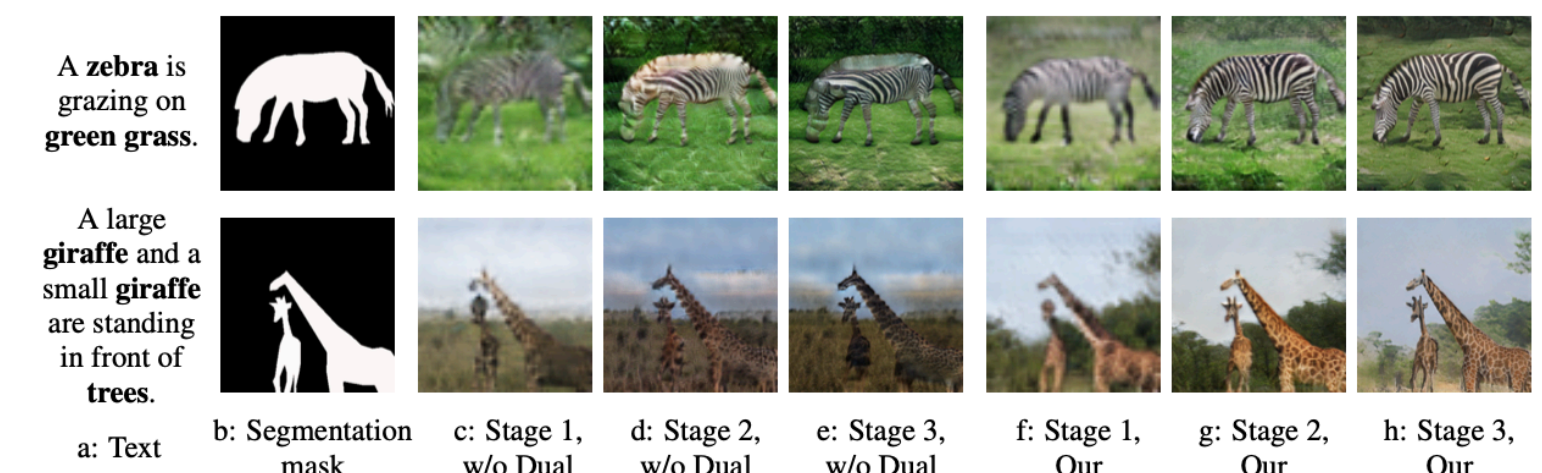 A zebra is
grazing on
green grass.
A large
giraffe and a
small giraffe
are standing
in front of
trees.
a: Text
b: Segmentation
mask
c: Stage 1,
w/o Dual
d: Stage 2,
w/o Dual
e: Stage 3,
w/o Dual
f: Stage 1,
Our
g: Stage 2,
Our
h: Stage 3,
Our